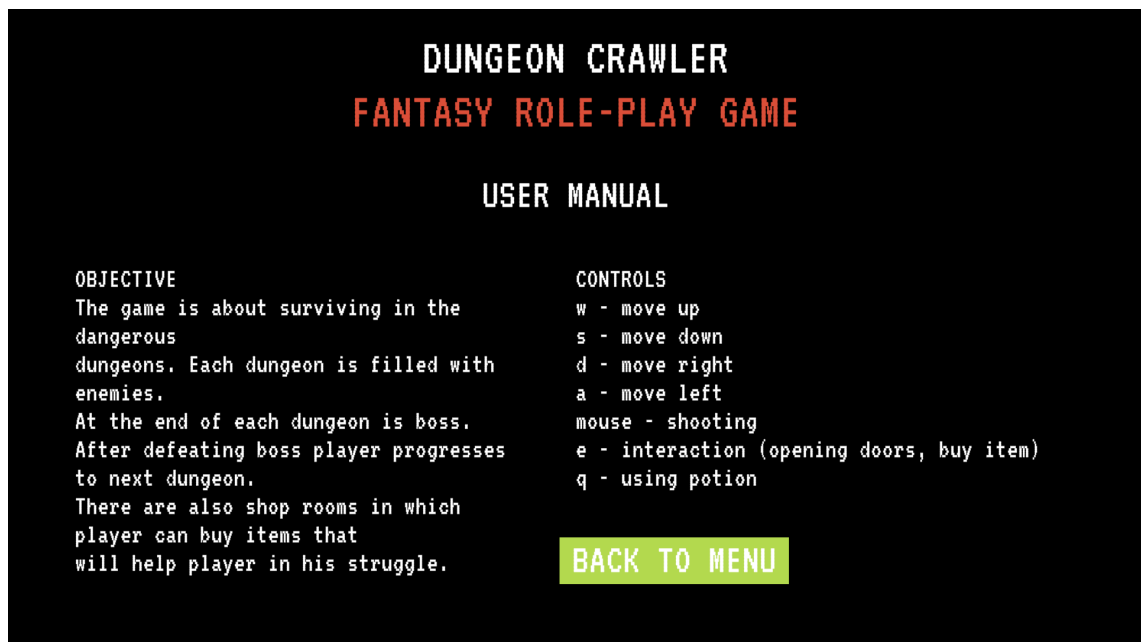 DUNGEON CRAWLER
FANTASY ROLE-PLAY GAME
USER MANUAL
OBJECTIVE
The game is about surviving in the
dangerous
dungeons. Each dungeon is filled with
enemies.
At the end of each dungeon is boss.
After defeating boss player progresses
to next dungeon.
There are also shop rooms in which
player can buy items that
will help player in his struggle.
CONTROLS
w - move up
s - move down
d - move right
a - move left
mouse - shooting
e - interaction (opening doors, buy item)
q - using potion
BACK TO MENU